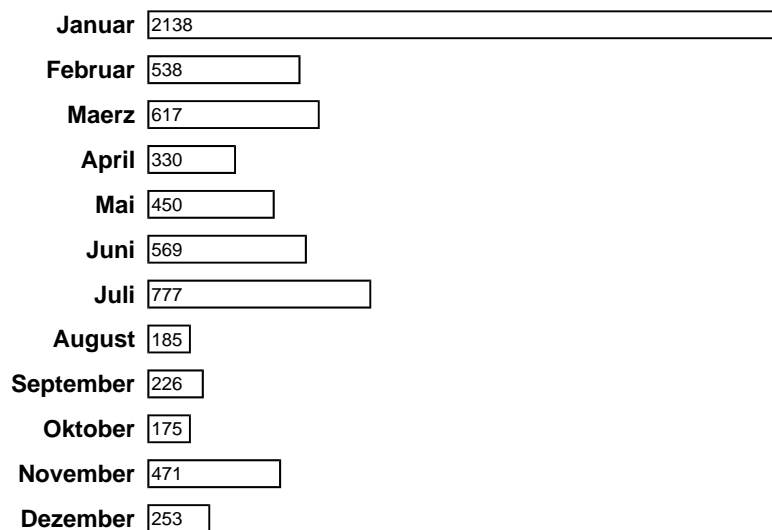 Januar 2138
Februar 538
Maerz 617
April 330
Mai 450
Juni 569
Juli 777
August 185
September 226
Oktober 175
November 471
Dezember 253